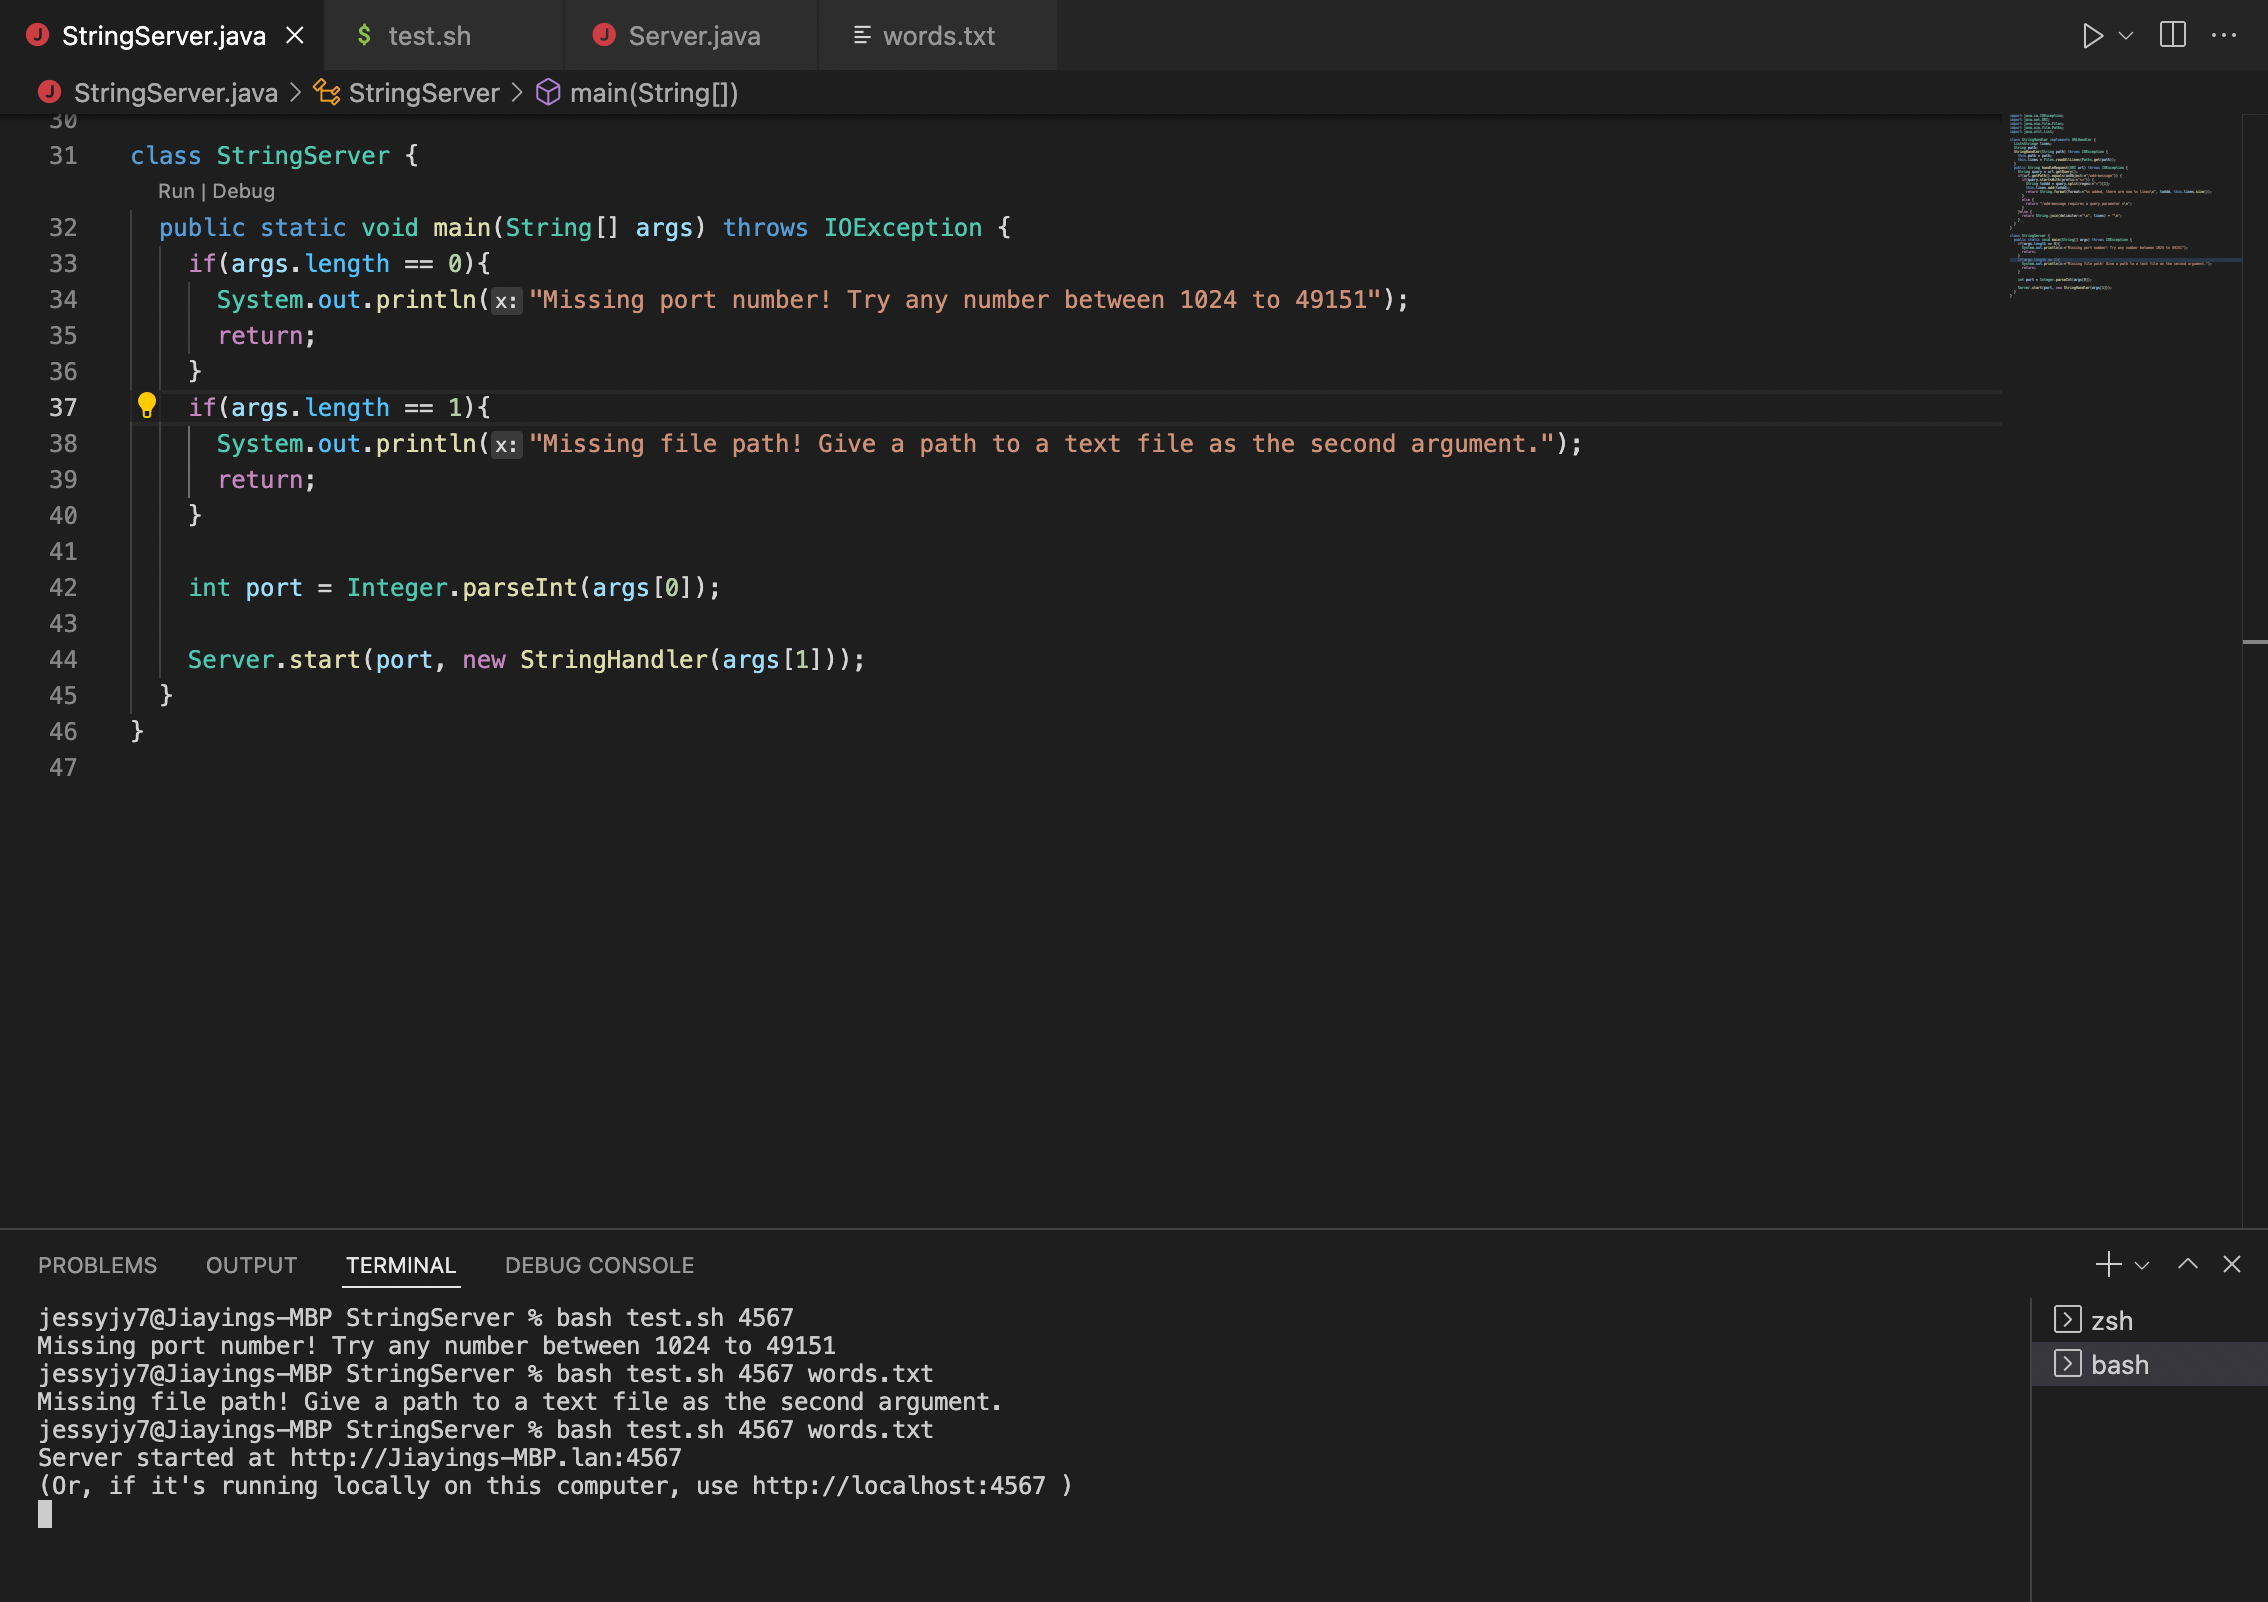 StringServer.java test.sh Server.java words.txt
StringServer.java > StringServer > main(String[])
30
31 class StringServer {
Run | Debug
32 public static void main(String[] args) throws IOException {
33 if(args.length == 0){
34 System.out.println(x: "Missing port number! Try any number between 1024 to 49151");
35 return;
36 }
37 if(args.length == 1){
38 System.out.println(x: "Missing file path! Give a path to a text file as the second argument.");
39 return;
40 }
41
42 int port = Integer.parseInt(args[0]);
43
44 Server.start(port, new StringHandler(args[1]));
45 }
46 }
47
PROBLEMS OUTPUT TERMINAL DEBUG CONSOLE
jessyjy7@Jiayings-MBP StringServer % bash test.sh 4567
Missing port number! Try any number between 1024 to 49151
jessyjy7@Jiayings-MBP StringServer % bash test.sh 4567 words.txt
Missing file path! Give a path to a text file as the second argument.
jessyjy7@Jiayings-MBP StringServer % bash test.sh 4567 words.txt
Server started at http://Jiayings-MBP.lan:4567
(Or, if it's running locally on this computer, use http://localhost:4567 )
zsh
bash